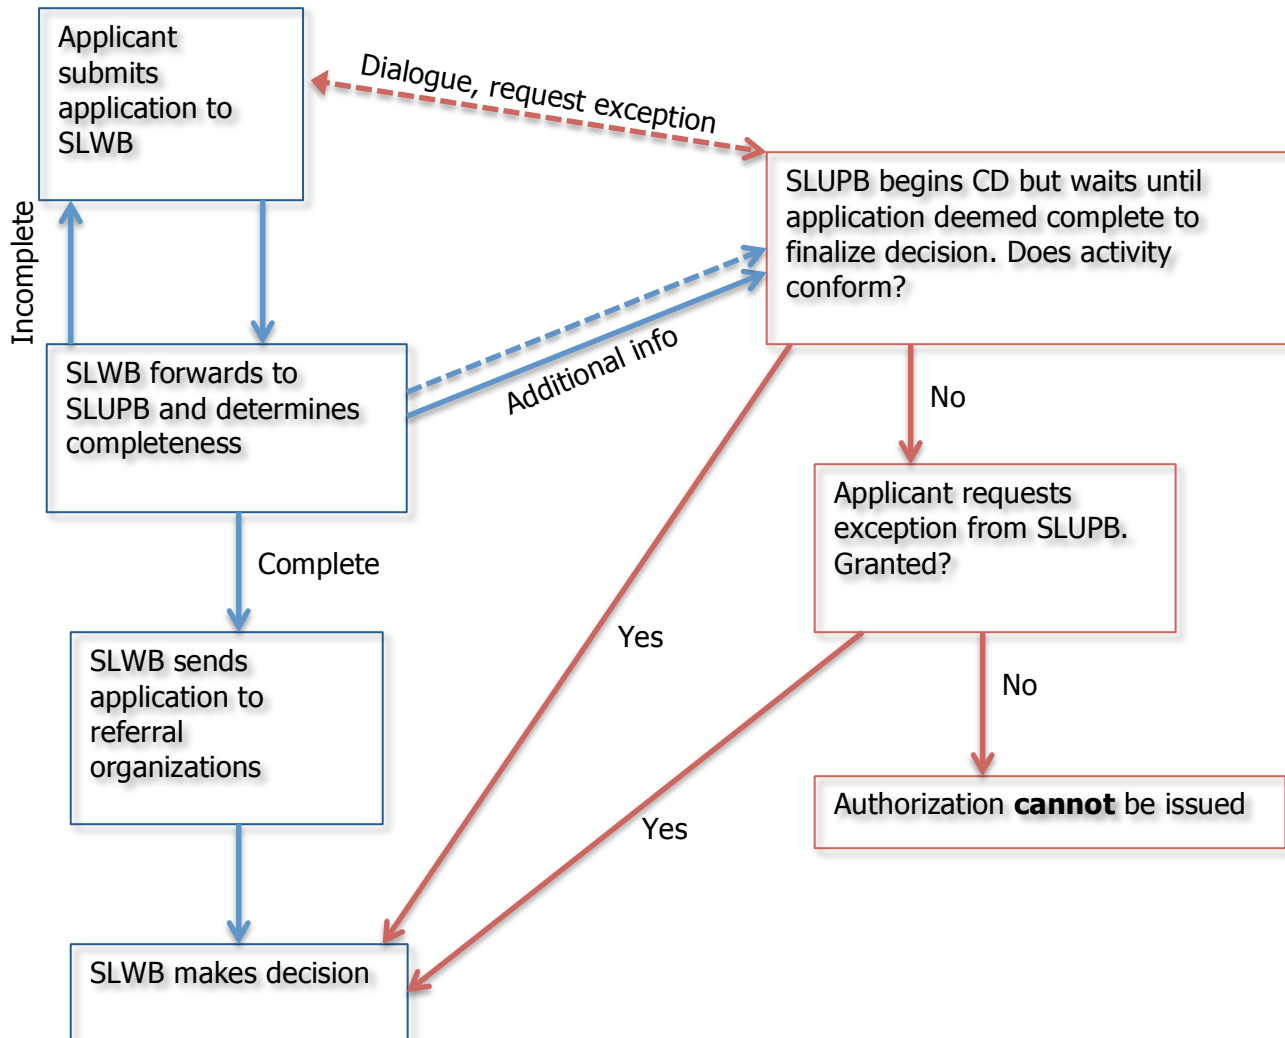 Applicant
submits
application to
SLWB
Dialogue, request exception
SLUPB begins CD but waits until
application deemed complete to
finalize decision. Does activity
conform?
Incomplete
SLWB forwards to
SLUPB and determines
completeness
Additional info
No
Applicant requests
exception from SLUPB.
Granted?
Complete
Yes
SLWB sends
application to
referral
organizations
No
Authorization cannot be issued
Yes
SLWB makes decision